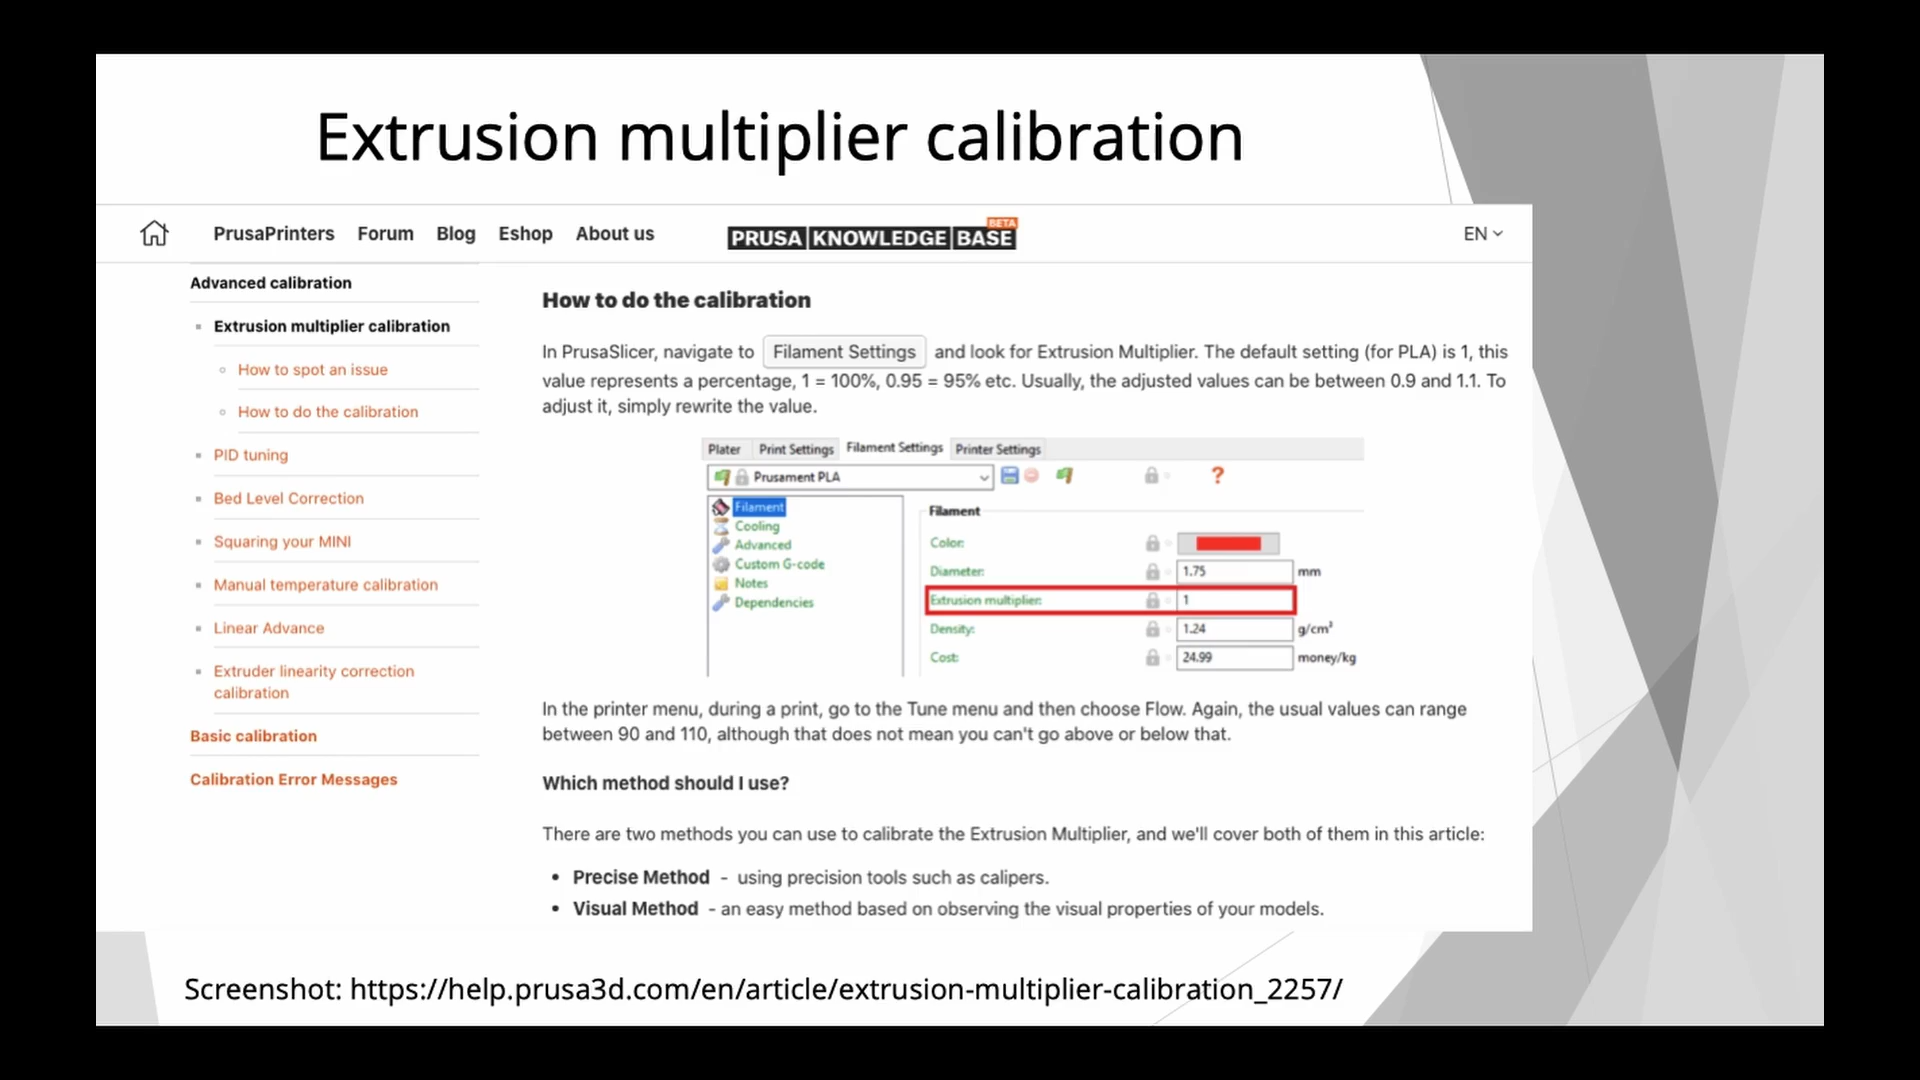 Extrusion multiplier calibration
PrusaPrinters Forum Blog Eshop About us PRUSA KNOWLEDGE BASE BETA EN
Advanced calibration
Extrusion multiplier calibration
How to spot an issue
How to do the calibration
PID tuning
Bed Level Correction
Squaring your MINI
Manual temperature calibration
Linear Advance
Extruder linearity correction
calibration
Basic calibration
Calibration Error Messages
How to do the calibration
In PrusaSlicer, navigate to Filament Settings and look for Extrusion Multiplier. The default setting (for PLA) is 1, this
value represents a percentage, 1 = 100%, 0.95 = 95% etc. Usually, the adjusted values can be between 0.9 and 1.1. To
adjust it, simply rewrite the value.
Plater Print Settings Filament Settings Printer Settings
Prusament PLA ?
Filament
Cooling
Advanced
Custom G-code
Notes
Dependencies
Filament
Color:
Diameter: 1.75 mm
Extrusion multiplier: 1
Density: 1.24 g/cm³
Cost: 24.99 money/kg
In the printer menu, during a print, go to the Tune menu and then choose Flow. Again, the usual values can range
between 90 and 110, although that does not mean you can't go above or below that.
Which method should I use?
There are two methods you can use to calibrate the Extrusion Multiplier, and we'll cover both of them in this article:
• Precise Method - using precision tools such as calipers.
• Visual Method - an easy method based on observing the visual properties of your models.
Screenshot: https://help.prusa3d.com/en/article/extrusion-multiplier-calibration_2257/